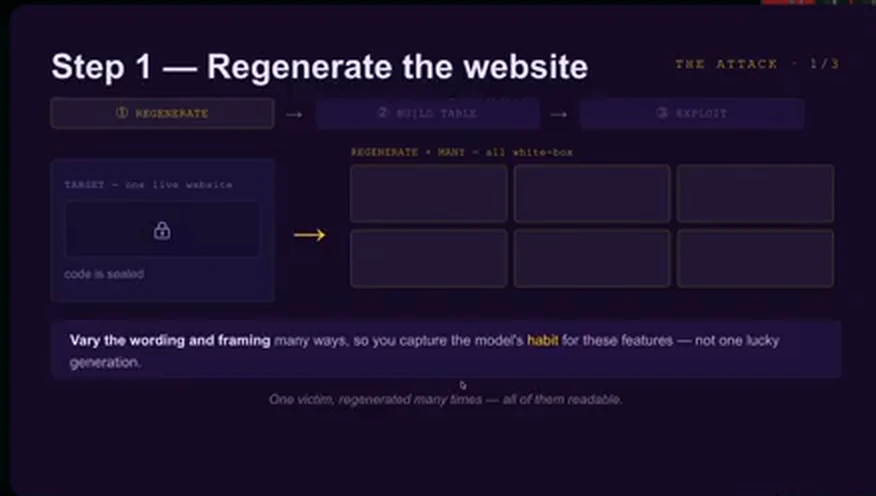 Step 1 — Regenerate the website
THE ATTACK · 1/3
① REGENERATE → ② BUILD TABLE → ③ EXPLOIT
REGENERATE × MANY — all white-box
TARGET — one live website
→
code is sealed
Vary the wording and framing many ways, so you capture the model's habit for these features — not one lucky
generation.
One victim, regenerated many times — all of them readable.